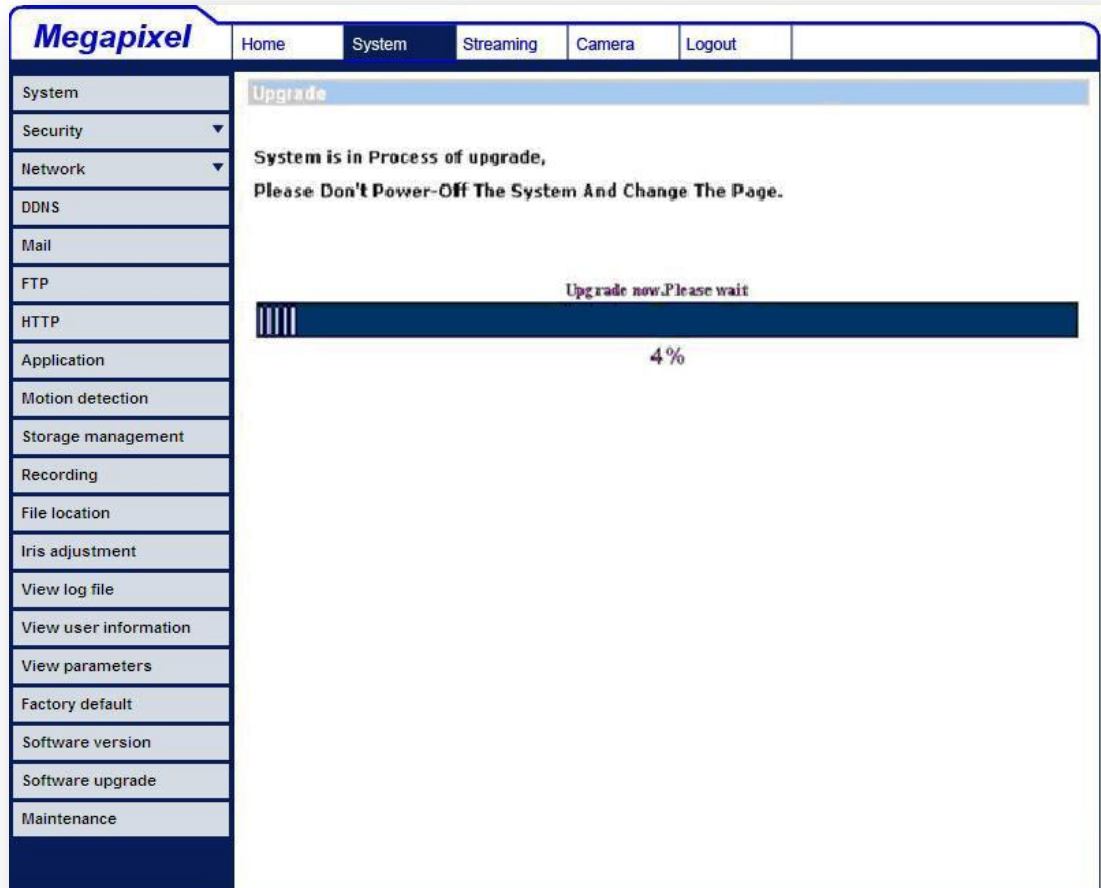 Megapixel
Home System Streaming Camera Logout
System
Security
Network
DDNS
Mail
FTP
HTTP
Application
Motion detection
Storage management
Recording
File location
Iris adjustment
View log file
View user information
View parameters
Factory default
Software version
Software upgrade
Maintenance
Upgrade
System is in Process of upgrade,
Please Don't Power-Off The System And Change The Page.
Upgrade now.Please wait
4%